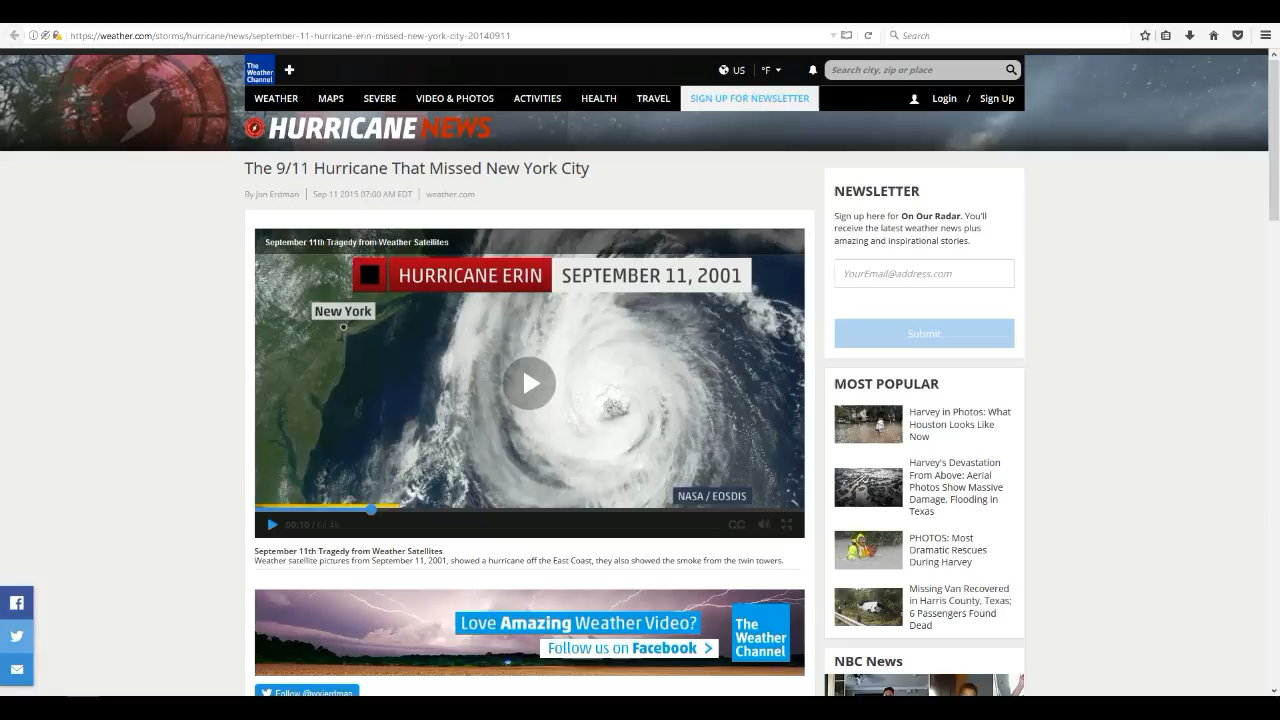 https://weather.com/storms/hurricane/news/september-11-hurricane-erin-missed-new-york-city-20140911
Search
The
Weather
Channel
US
°F
Search city, zip or place
WEATHER
MAPS
SEVERE
VIDEO & PHOTOS
ACTIVITIES
HEALTH
TRAVEL
SIGN UP FOR NEWSLETTER
Login / Sign Up
HURRICANE NEWS
The 9/11 Hurricane That Missed New York City
By Jon Erdman
Sep 11 2015 07:00 AM EDT
weather.com
September 11th Tragedy from Weather Satellites
HURRICANE ERIN SEPTEMBER 11, 2001
New York
NASA / EOSDIS
CC
September 11th Tragedy from Weather Satellites
Weather satellite pictures from September 11, 2001, showed a hurricane off the East Coast, they also showed the smoke from the twin towers.
Love Amazing Weather Video?
Follow us on Facebook >
The
Weather
Channel
Follow @wxjerdman
NEWSLETTER
Sign up here for On Our Radar. You'll
receive the latest weather news plus
amazing and inspirational stories.
YourEmail@address.com
Submit
MOST POPULAR
Harvey in Photos: What
Houston Looks Like
Now
Harvey's Devastation
From Above: Aerial
Photos Show Massive
Damage, Flooding in
Texas
PHOTOS: Most
Dramatic Rescues
During Harvey
Missing Van Recovered
in Harris County, Texas;
6 Passengers Found
Dead
NBC News